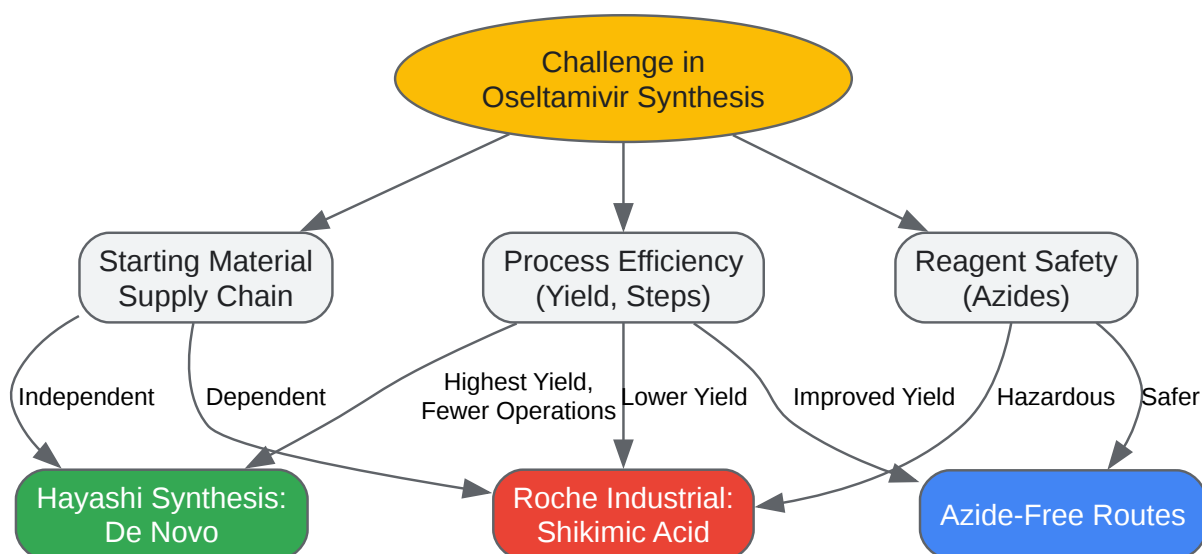 Challenge in
Oseltamivir Synthesis
Starting Material
Supply Chain
Process Efficiency
(Yield, Steps)
Reagent Safety
(Azides)
Independent
Dependent
Highest Yield,
Fewer Operations
Lower Yield
Improved Yield
Hazardous
Safer
Hayashi Synthesis:
De Novo
Roche Industrial:
Shikimic Acid
Azide-Free Routes